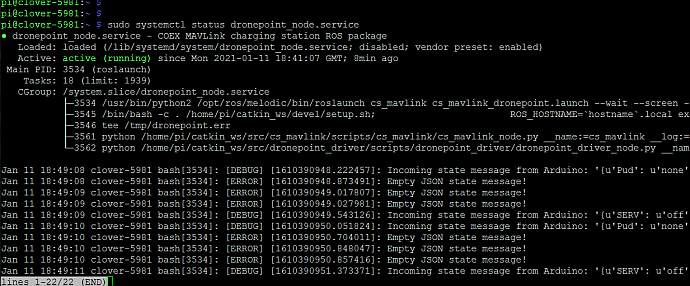 pi@clover-5981:~ $
pi@clover-5981:~ $
pi@clover-5981:~ $ sudo systemctl status dronepoint_node.service
● dronepoint_node.service - COEX MAVLink charging station ROS package
Loaded: loaded (/lib/systemd/system/dronepoint_node.service; disabled; vendor preset: enabled)
Active: active (running) since Mon 2021-01-11 18:41:07 GMT; 8min ago
Main PID: 3534 (roslaunch)
Tasks: 18 (limit: 1939)
CGroup: /system.slice/dronepoint_node.service
├─3534 /usr/bin/python2 /opt/ros/melodic/bin/roslaunch cs_mavlink cs_mavlink_dronepoint.launch --wait --screen -
├─3545 /bin/bash -c . /home/pi/catkin_ws/devel/setup.sh; ROS_HOSTNAME=`hostname`.local ex
├─3546 tee /tmp/dronepoint.err
├─3561 python /home/pi/catkin_ws/src/cs_mavlink/scripts/cs_mavlink/cs_mavlink_node.py __name:=cs_mavlink __log:=
└─3562 python /home/pi/catkin_ws/src/dronepoint_driver/scripts/dronepoint_driver/dronepoint_driver_node.py __nam
Jan 11 18:49:08 clover-5981 bash[3534]: [DEBUG] [1610390948.222457]: Incoming state message from Arduino: '[u'Pud': u'none'
Jan 11 18:49:08 clover-5981 bash[3534]: [ERROR] [1610390948.873491]: Empty JSON state message!
Jan 11 18:49:09 clover-5981 bash[3534]: [ERROR] [1610390949.017807]: Empty JSON state message!
Jan 11 18:49:09 clover-5981 bash[3534]: [ERROR] [1610390949.027981]: Empty JSON state message!
Jan 11 18:49:09 clover-5981 bash[3534]: [DEBUG] [1610390949.543126]: Incoming state message from Arduino: '[u'SERV': u'off'
Jan 11 18:49:10 clover-5981 bash[3534]: [DEBUG] [1610390950.051824]: Incoming state message from Arduino: '[u'Pud': u'none'
Jan 11 18:49:10 clover-5981 bash[3534]: [ERROR] [1610390950.704011]: Empty JSON state message!
Jan 11 18:49:10 clover-5981 bash[3534]: [ERROR] [1610390950.848047]: Empty JSON state message!
Jan 11 18:49:10 clover-5981 bash[3534]: [ERROR] [1610390950.857416]: Empty JSON state message!
Jan 11 18:49:11 clover-5981 bash[3534]: [DEBUG] [1610390951.373371]: Incoming state message from Arduino: '[u'SERV': u'off'
lines 1-22/22 (END)